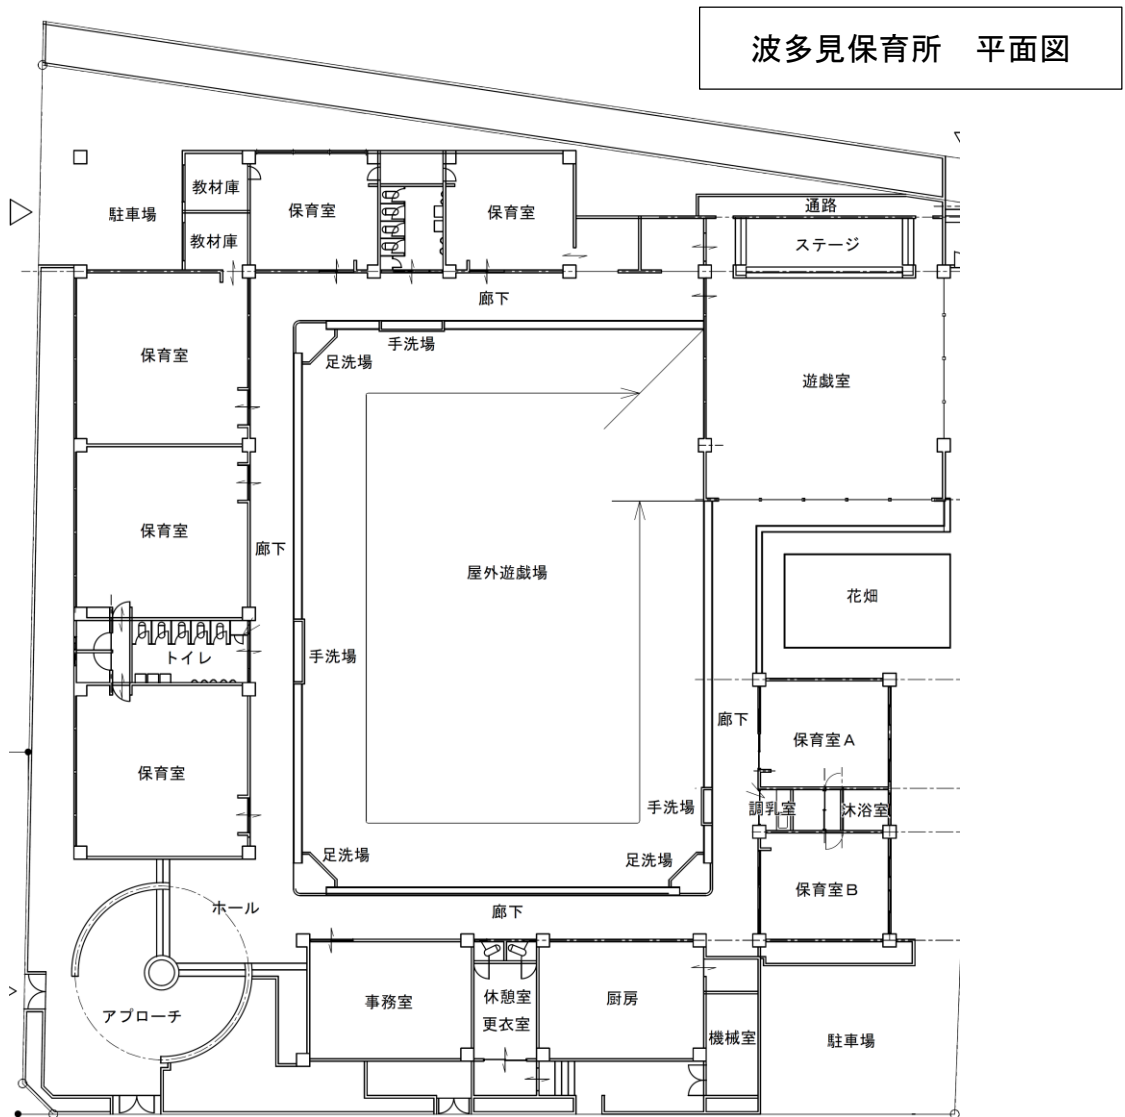 波多見保育所　平面図
教材庫
保育室
保育室
通路
駐車場
教材庫
ステージ
廊下
手洗場
足洗場
保育室
遊戯室
保育室
廊下
屋外遊戯場
花畑
トイレ
手洗場
廊下
保育室A
保育室
手洗場
調乳室
沐浴室
足洗場
足洗場
保育室B
ホール
廊下
事務室
休憩室
更衣室
厨房
アプローチ
機械室
駐車場